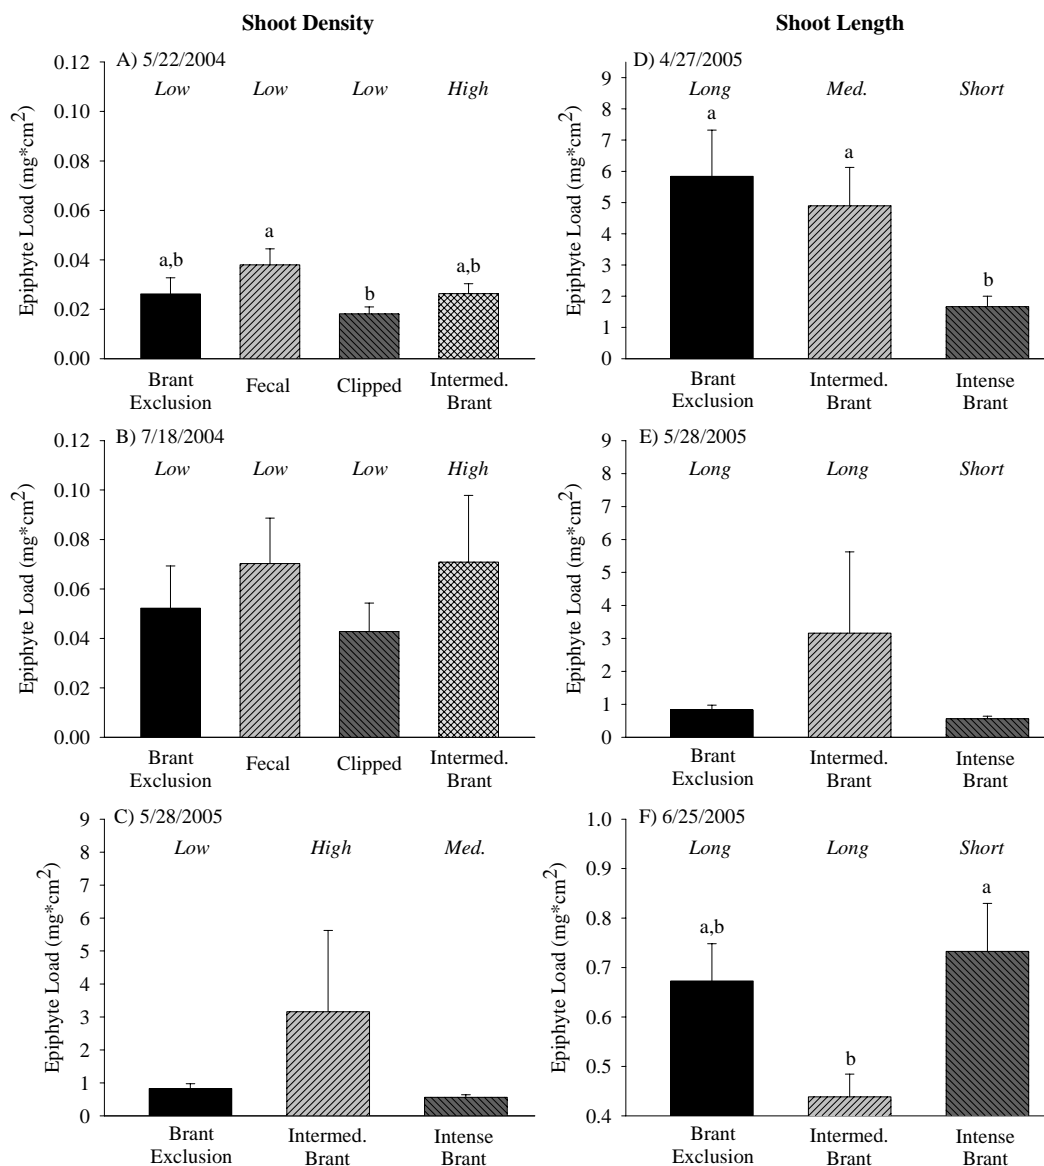 Shoot Density
Shoot Length
A) 5/22/2004
Low Low Low High
Epiphyte Load (mg*cm2)
0.12
0.10
0.08
0.06
0.04
0.02
0.00
a,b a b a,b
Brant Exclusion
Fecal
Clipped
Intermed. Brant
D) 4/27/2005
Long Med. Short
Epiphyte Load (mg*cm2)
9
8
7
6
5
4
3
2
1
0
a a b
Brant Exclusion
Intermed. Brant
Intense Brant
B) 7/18/2004
Low Low Low High
Epiphyte Load (mg*cm2)
0.12
0.10
0.08
0.06
0.04
0.02
0.00
Brant Exclusion
Fecal
Clipped
Intermed. Brant
E) 5/28/2005
Long Long Short
Epiphyte Load (mg*cm2)
9
8
7
6
5
4
3
2
1
0
Brant Exclusion
Intermed. Brant
Intense Brant
C) 5/28/2005
Low High Med.
Epiphyte Load (mg*cm2)
9
8
7
6
5
4
3
2
1
0
Brant Exclusion
Intermed. Brant
Intense Brant
F) 6/25/2005
Long Long Short
Epiphyte Load (mg*cm2)
1.0
0.9
0.8
0.7
0.6
0.5
0.4
a,b b a
Brant Exclusion
Intermed. Brant
Intense Brant